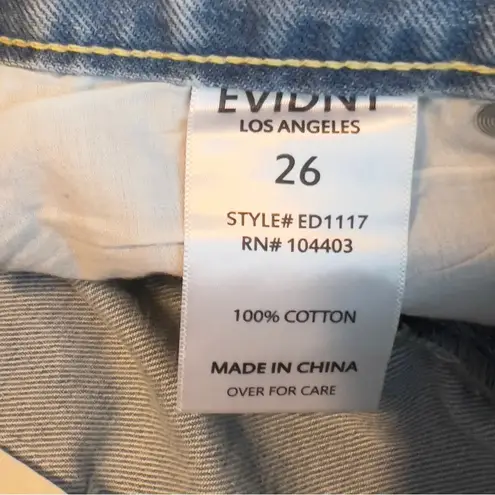 EVIDNT
LOS ANGELES
26
STYLE# ED1117
RN# 104403
100% COTTON
MADE IN CHINA
OVER FOR CARE